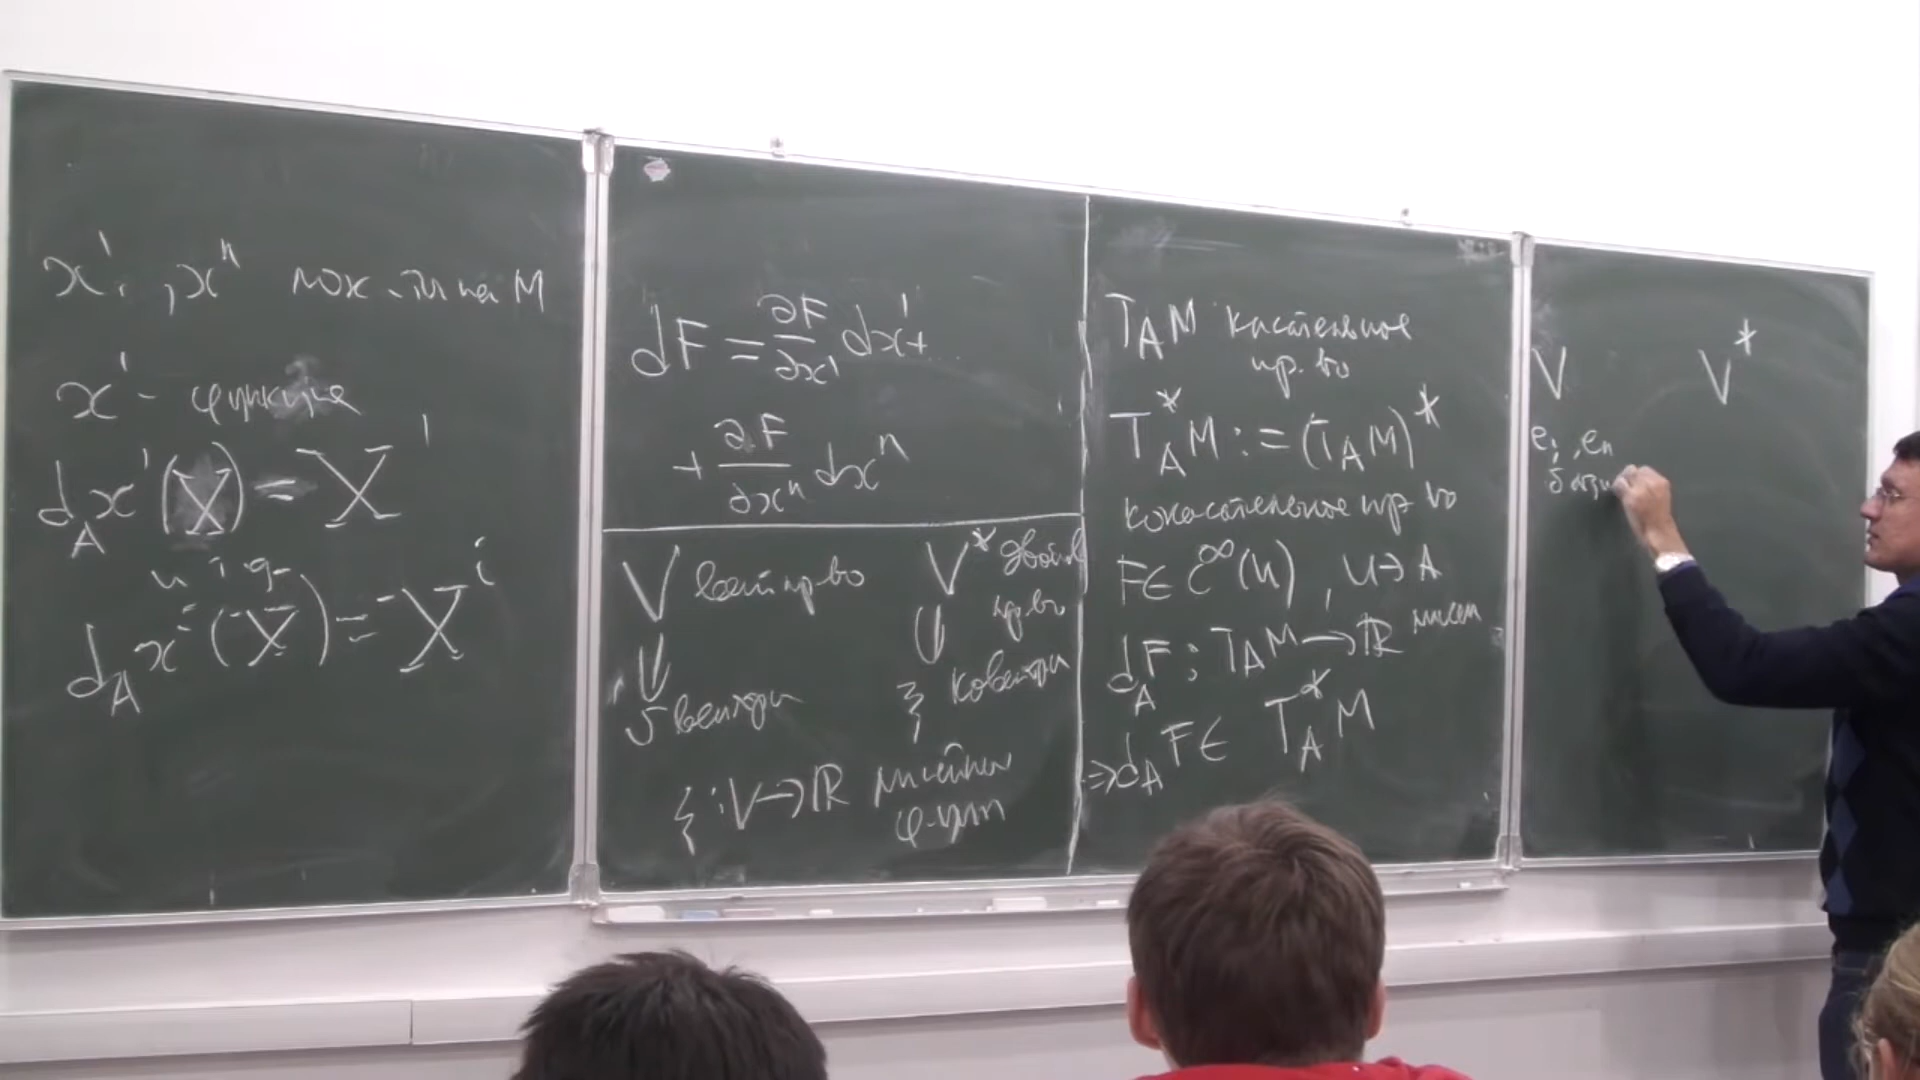 x¹, , xⁿ лок. -ты на M
x¹ - функция
d_A x¹(X) = X¹
и т д.
d_A xⁱ(X) = Xⁱ
dF = ∂F/∂x¹ dx¹ + ..
+ ∂F/∂xⁿ dxⁿ
V вект пр-во
⋓
v векторы
V* двойств
пр-во
⋓
ξ ковекторы
ξ : V → ℝ линейные
ф-ции
T_A M касательное
пр. во
T*_A M := (T_A M)*
кокасательное пр-во
F ∈ C^∞(U), U ∋ A
d_A F : T_A M → ℝ линейн
⇒ d_A F ∈ T*_A M
V V*
e₁, , eₙ
базис